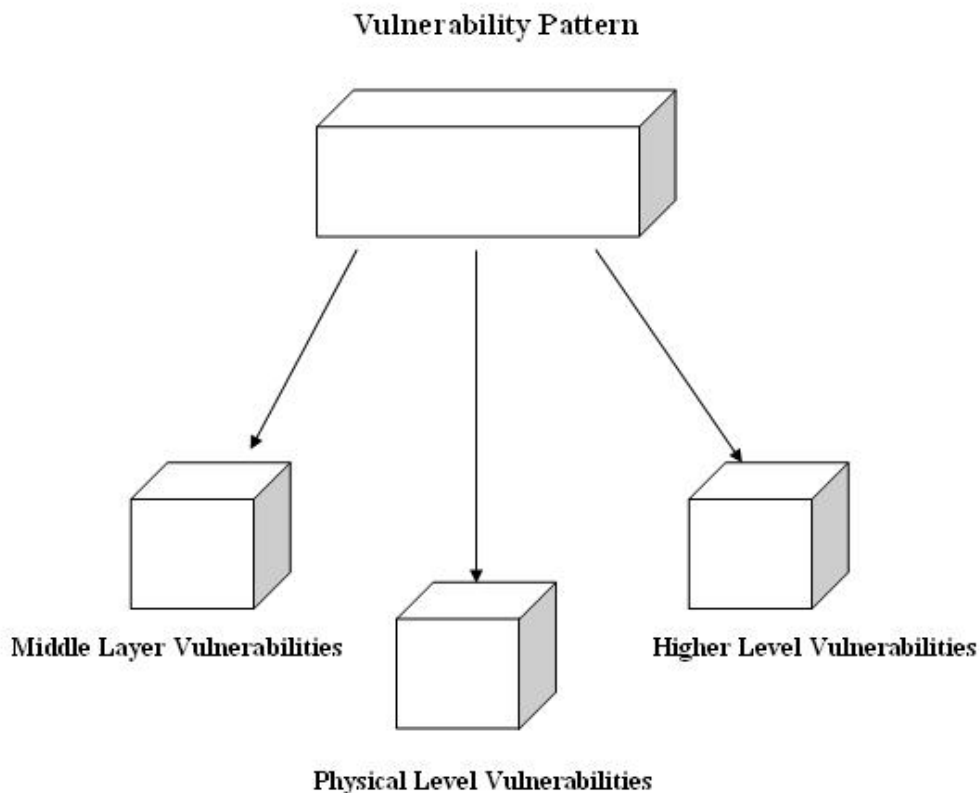 Vulnerability Pattern
Middle Layer Vulnerabilities
Higher Level Vulnerabilities
Physical Level Vulnerabilities